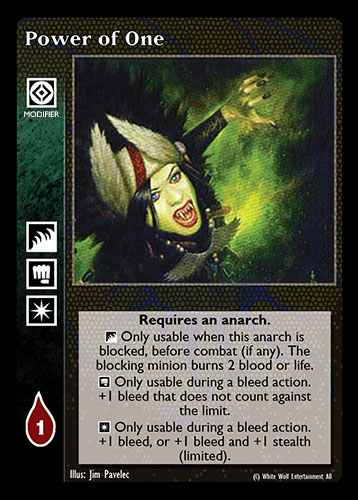 Power of One
MODIFIER
1
Requires an anarch.
Only usable when this anarch is
blocked, before combat (if any). The
blocking minion burns 2 blood or life.
Only usable during a bleed action.
+1 bleed that does not count against
the limit.
Only usable during a bleed action.
+1 bleed, or +1 bleed and +1 stealth
(limited).
Illus: Jim Pavelec
(C) White Wolf Entertainment AB